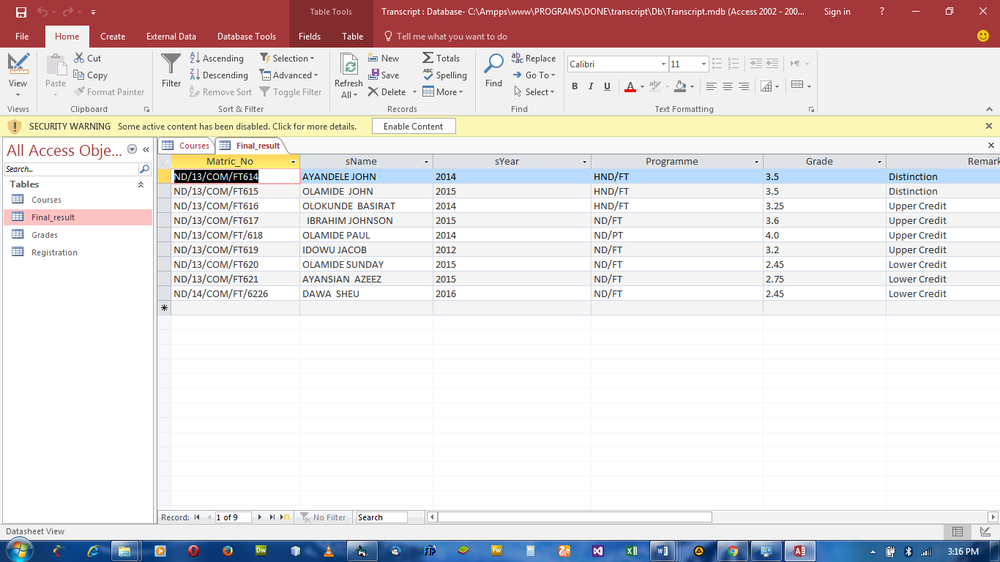 Table Tools Transcript : Database- C:\Ampps\www\PROGRAMS\DONE\transcript\Db\Transcript.mdb (Access 2002 - 200... Sign in ?
File Home Create External Data Database Tools Fields Table Tell me what you want to do
View Paste Cut Copy Format Painter
Views Clipboard
Filter Ascending Descending Remove Sort Selection Advanced Toggle Filter
Sort & Filter
Refresh All New Save Delete Totals Spelling More
Records
Find Replace Go To Select
Find
Calibri 11
B I U A
Text Formatting
SECURITY WARNING Some active content has been disabled. Click for more details. Enable Content
All Access Obje... «
Search...
Tables
Courses
Final_result
Grades
Registration
Courses Final_result
Matric_No sName sYear Programme Grade Remark
ND/13/COM/FT614 AYANDELE JOHN 2014 HND/FT 3.5 Distinction
ND/13/COM/FT615 OLAMIDE  JOHN 2015 HND/FT 3.5 Distinction
ND/13/COM/FT616 OLOKUNDE  BASIRAT 2014 HND/FT 3.25 Upper Credit
ND/13/COM/FT617 IBRAHIM JOHNSON 2015 ND/FT 3.6 Upper Credit
ND/13/COM/FT/618 OLAMIDE PAUL 2014 ND/PT 4.0 Upper Credit
ND/13/COM/FT619 IDOWU JACOB 2012 ND/FT 3.2 Upper Credit
ND/13/COM/FT620 OLAMIDE SUNDAY 2015 ND/FT 2.45 Lower Credit
ND/13/COM/FT621 AYANSIAN  AZEEZ 2015 ND/FT 2.75 Lower Credit
ND/14/COM/FT/6226 DAWA  SHEU 2016 ND/FT 2.45 Lower Credit
Record: 1 of 9 No Filter Search
Datasheet View
Dw FTP Fw 3:16 PM